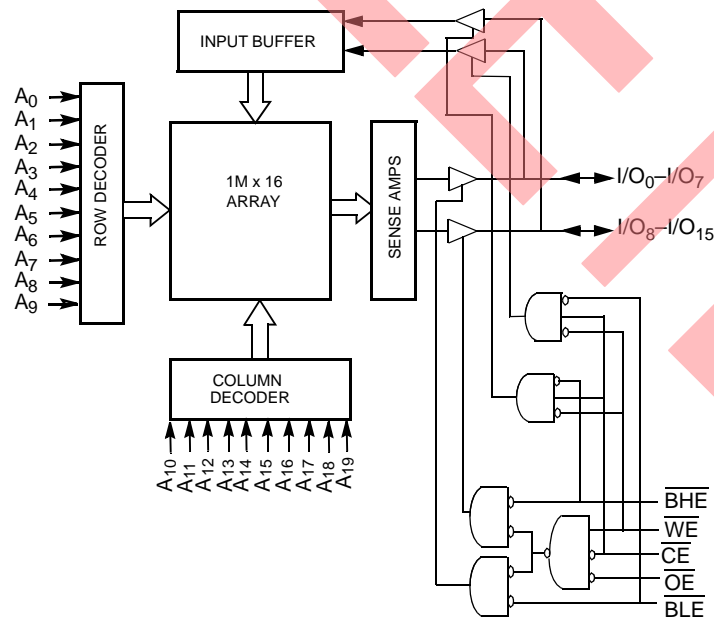 INPUT BUFFER
A0
A1
A2
A3
A4
A5
A6
A7
A8
A9
ROW DECODER
1M x 16
ARRAY
SENSE AMPS
I/O0–I/O7
I/O8–I/O15
COLUMN
DECODER
A10
A11
A12
A13
A14
A15
A16
A17
A18
A19
BHE
WE
CE
OE
BLE